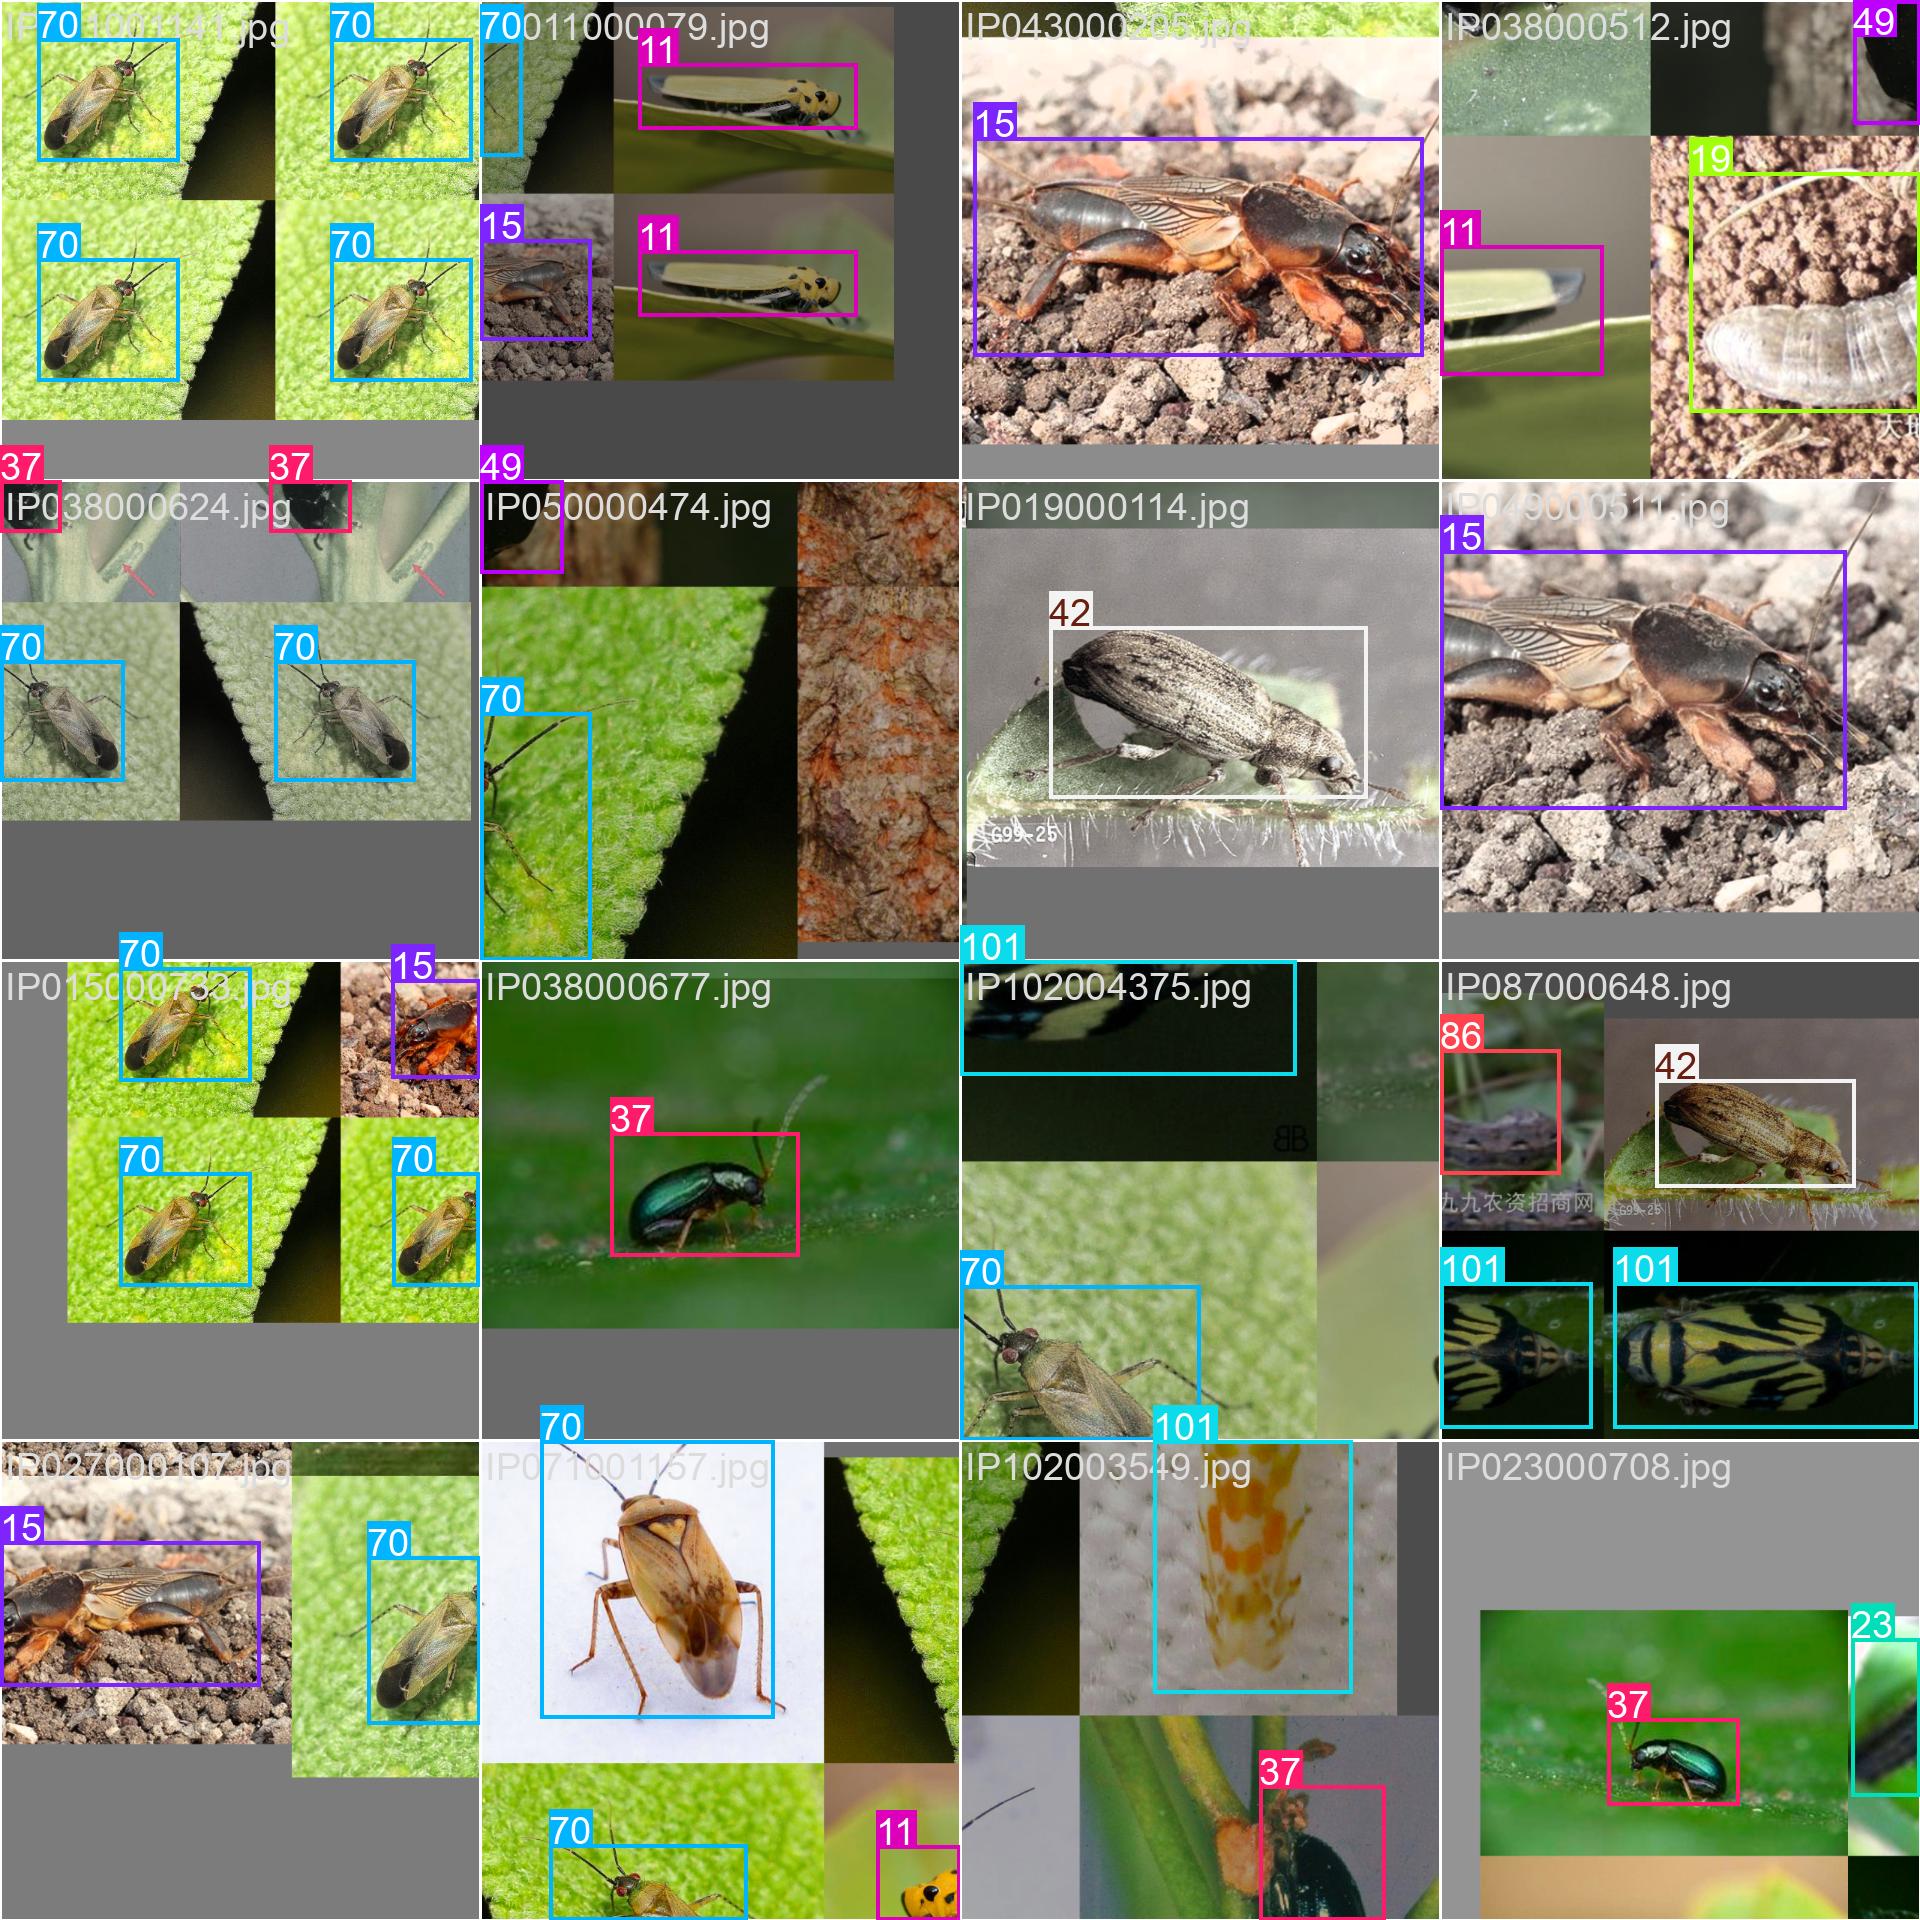 IP071001141.jpg
70
70
70
70
IP011000079.jpg
70
11
15
11
IP043000205.jpg
15
IP038000512.jpg
49
19
11
天地
IP038000624.jpg
37
37
70
70
IP050000474.jpg
49
70
IP019000114.jpg
42
G99-25
IP049000511.jpg
15
IP015000733.jpg
70
15
70
70
IP038000677.jpg
37
IP102004375.jpg
101
70
IP087000648.jpg
86
42
九九农资招商网
G99-25
101
101
IP027000107.jpg
15
70
IP071001157.jpg
70
70
11
IP102003549.jpg
101
37
IP023000708.jpg
23
37